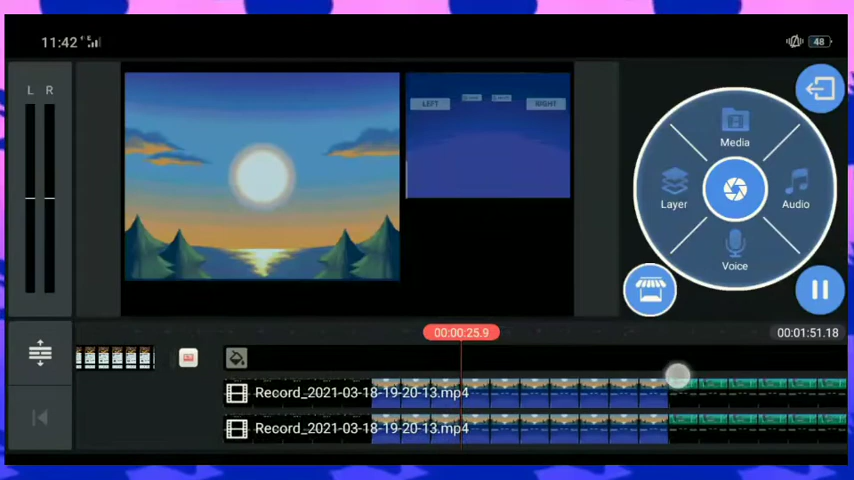 11:42
48
L R
LEFT
RIGHT
Media
Layer
Audio
Voice
00:00:25.9
00:01:51.18
Record_2021-03-18-19-20-13.mp4
Record_2021-03-18-19-20-13.mp4